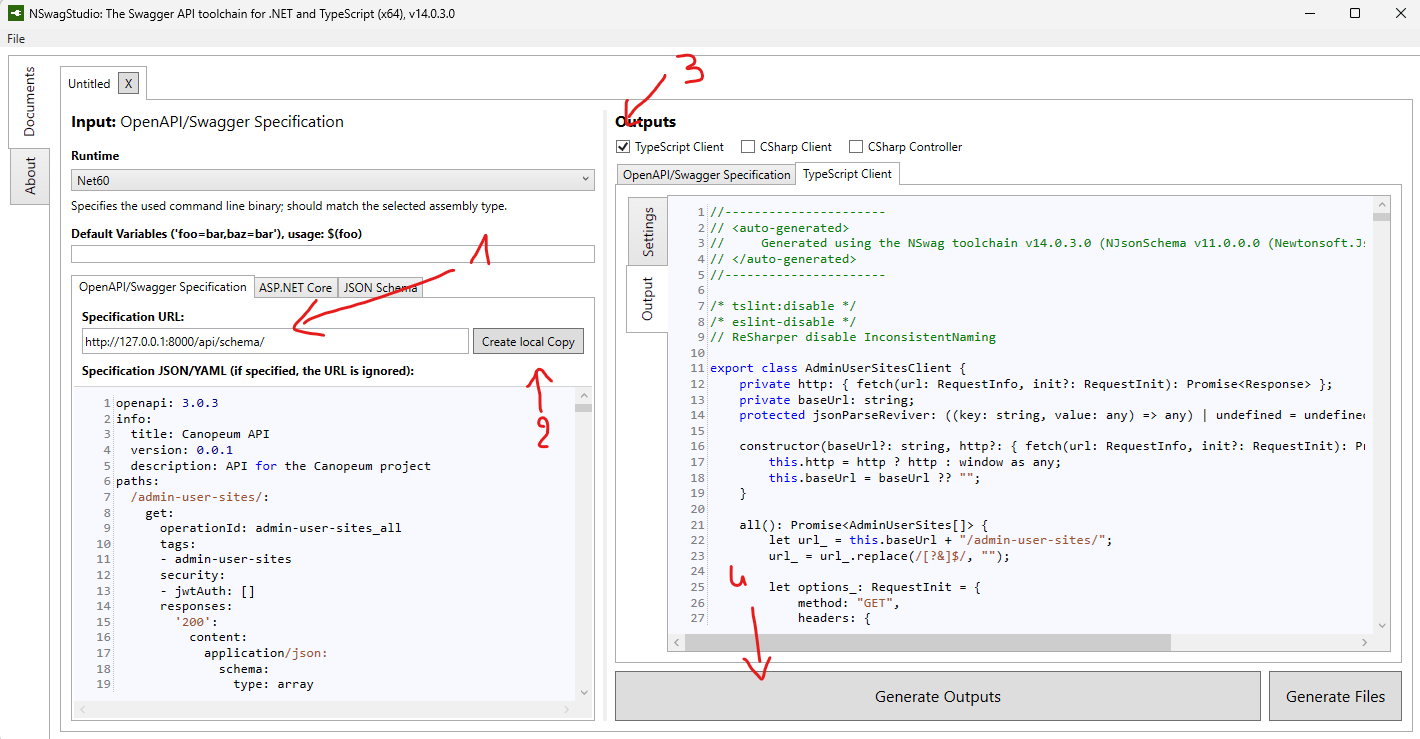 NSwagStudio: The Swagger API toolchain for .NET and TypeScript (x64), v14.0.3.0
File
Documents
About
Untitled X
Input: OpenAPI/Swagger Specification
Runtime
Net60
Specifies the used command line binary; should match the selected assembly type.
Default Variables ('foo=bar,baz=bar'), usage: $(foo)
1
OpenAPI/Swagger Specification ASP.NET Core JSON Schema
Specification URL:
http://127.0.0.1:8000/api/schema/ Create local Copy
Specification JSON/YAML (if specified, the URL is ignored):
2
1 openapi: 3.0.3
2 info:
3   title: Canopeum API
4   version: 0.0.1
5   description: API for the Canopeum project
6 paths:
7   /admin-user-sites/:
8     get:
9       operationId: admin-user-sites_all
10       tags:
11       - admin-user-sites
12       security:
13       - jwtAuth: []
14       responses:
15         '200':
16           content:
17             application/json:
18               schema:
19                 type: array
3
Outputs
TypeScript Client CSharp Client CSharp Controller
OpenAPI/Swagger Specification TypeScript Client
Settings
Output
1 //----------------------
2 // <auto-generated>
3 //     Generated using the NSwag toolchain v14.0.3.0 (NJsonSchema v11.0.0.0 (Newtonsoft.Js
4 // </auto-generated>
5 //----------------------
6
7 /* tslint:disable */
8 /* eslint-disable */
9 // ReSharper disable InconsistentNaming
10
11 export class AdminUserSitesClient {
12     private http: { fetch(url: RequestInfo, init?: RequestInit): Promise<Response> };
13     private baseUrl: string;
14     protected jsonParseReviver: ((key: string, value: any) => any) | undefined = undefined
15
16     constructor(baseUrl?: string, http?: { fetch(url: RequestInfo, init?: RequestInit): Pr
17         this.http = http ? http : window as any;
18         this.baseUrl = baseUrl ?? "";
19     }
20
21     all(): Promise<AdminUserSites[]> {
22         let url_ = this.baseUrl + "/admin-user-sites/";
23         url_ = url_.replace(/[?&]$/, "");
24
25         let options_: RequestInit = {
26             method: "GET",
27             headers: {
4
Generate Outputs Generate Files